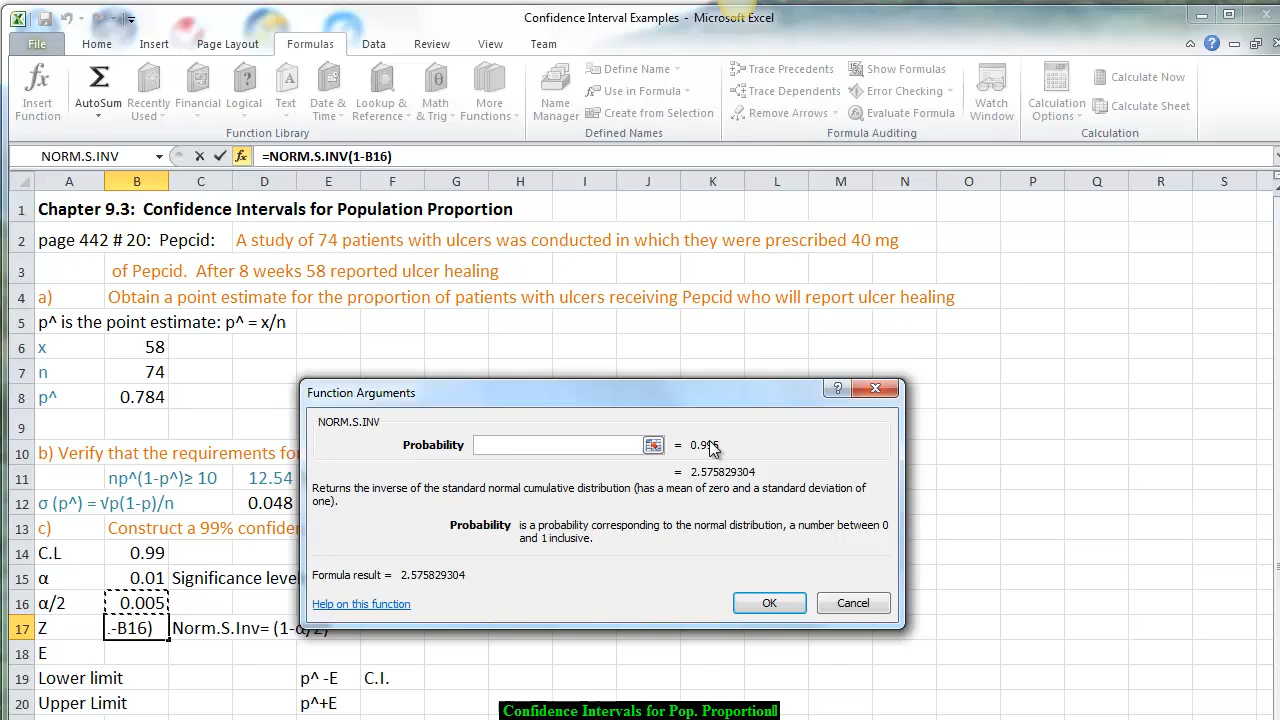 Confidence Interval Examples - Microsoft Excel
File Home Insert Page Layout Formulas Data Review View Team
Insert Function AutoSum Recently Used Financial Logical Text Date & Time Lookup & Reference Math & Trig More Functions Name Manager Define Name Use in Formula Create from Selection Trace Precedents Trace Dependents Remove Arrows Show Formulas Error Checking Evaluate Formula Watch Window Calculation Options Calculate Now Calculate Sheet
Function Library Defined Names Formula Auditing Calculation
NORM.S.INV fx =NORM.S.INV(1-B16)
A B C D E F G H I J K L M N O P Q R S
1 Chapter 9.3: Confidence Intervals for Population Proportion
2 page 442 # 20: Pepcid: A study of 74 patients with ulcers was conducted in which they were prescribed 40 mg
3 of Pepcid. After 8 weeks 58 reported ulcer healing
4 a) Obtain a point estimate for the proportion of patients with ulcers receiving Pepcid who will report ulcer healing
5 p^ is the point estimate: p^ = x/n
6 x 58
7 n 74
8 p^ 0.784
9
10 b) Verify that the requirements fo
11 np^(1-p^)≥ 10 12.54
12 σ (p^) = √p(1-p)/n 0.048
13 c) Construct a 99% confide
14 C.L 0.99
15 α 0.01 Significance level
16 α/2 0.005
17 Z .-B16) Norm.S.Inv= (1-α/2)
18 E
19 Lower limit p^ -E C.I.
20 Upper Limit p^+E
Function Arguments
NORM.S.INV
Probability = 0.995
= 2.575829304
Returns the inverse of the standard normal cumulative distribution (has a mean of zero and a standard deviation of
one).
Probability is a probability corresponding to the normal distribution, a number between 0
and 1 inclusive.
Formula result = 2.575829304
Help on this function OK Cancel
Confidence Intervals for Pop. Proportion